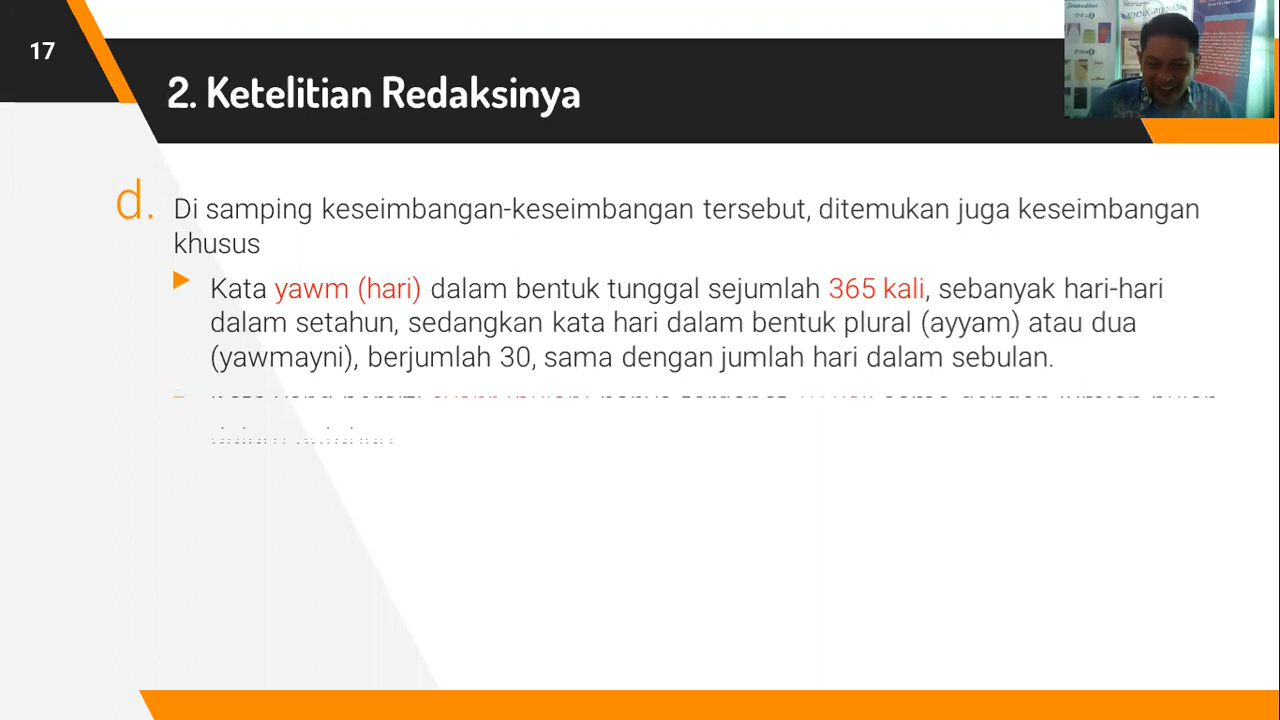 17
2. Ketelitian Redaksinya
d. Di samping keseimbangan-keseimbangan tersebut, ditemukan juga keseimbangan
khusus
Kata yawm (hari) dalam bentuk tunggal sejumlah 365 kali, sebanyak hari-hari
dalam setahun, sedangkan kata hari dalam bentuk plural (ayyam) atau dua
(yawmayni), berjumlah 30, sama dengan jumlah hari dalam sebulan.